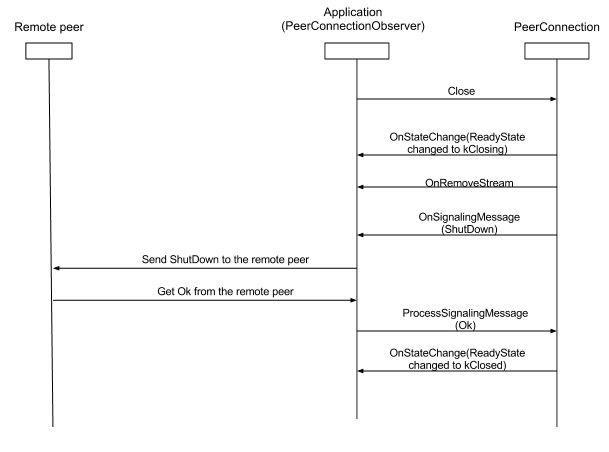 Application
Remote peer
(PeerConnectionObserver)
PeerConnection
Close
OnStateChange(ReadyState
changed to kClosing)
OnRemoveStream
OnSignalingMessage
(ShutDown)
Send ShutDown to the remote peer
Get Ok from the remote peer
ProcessSignalingMessage
(Ok)
OnStateChange(ReadyState
changed to kClosed)